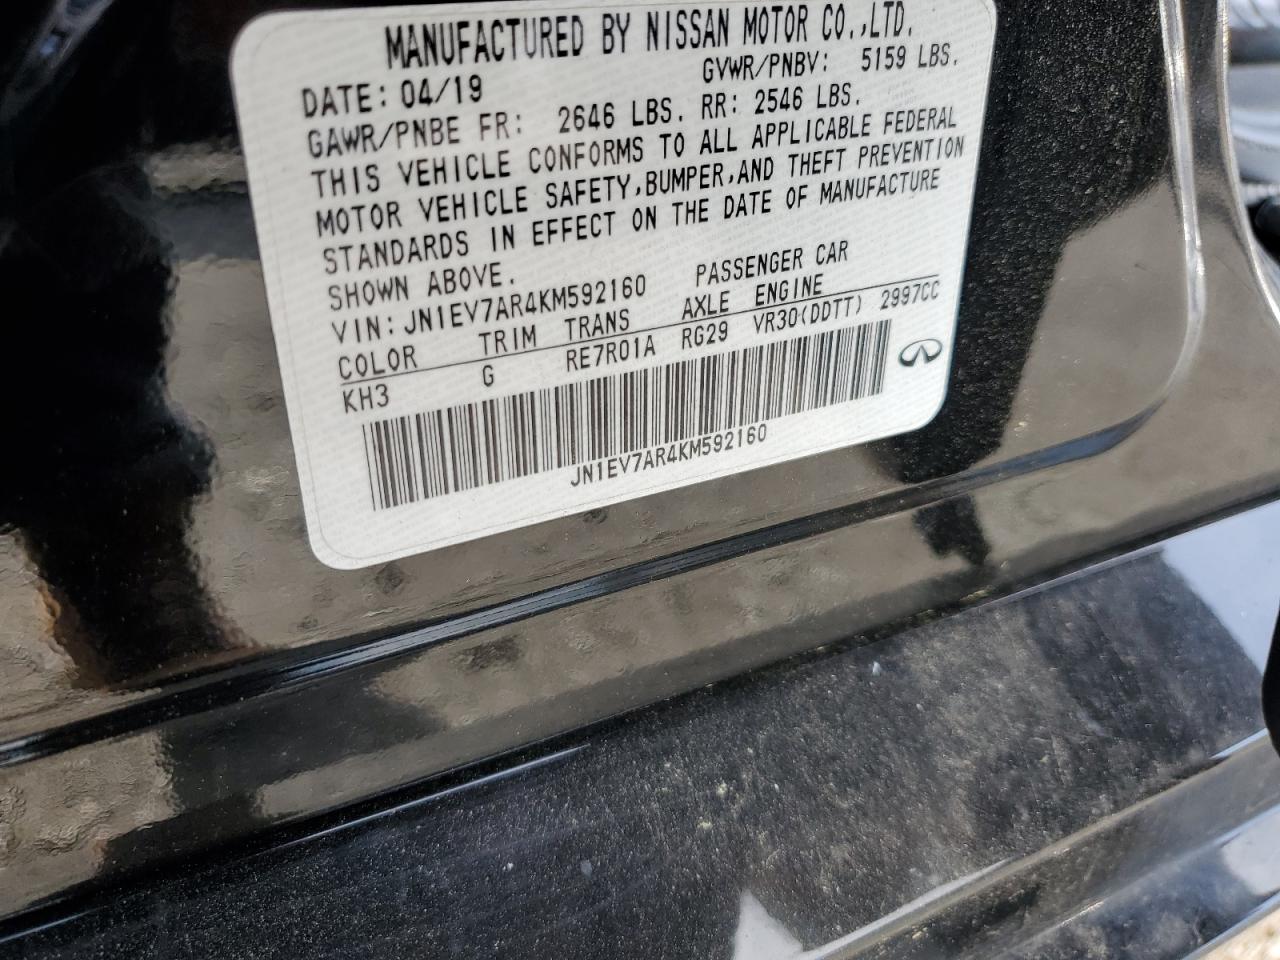 MANUFACTURED BY NISSAN MOTOR CO.,LTD.
DATE: 04/19 GVWR/PNBV: 5159 LBS.
GAWR/PNBE FR: 2646 LBS. RR: 2546 LBS.
THIS VEHICLE CONFORMS TO ALL APPLICABLE FEDERAL
MOTOR VEHICLE SAFETY,BUMPER,AND THEFT PREVENTION
STANDARDS IN EFFECT ON THE DATE OF MANUFACTURE
SHOWN ABOVE.
VIN: JN1EV7AR4KM592160 PASSENGER CAR
COLOR TRIM TRANS AXLE ENGINE
KH3 G RE7R01A RG29 VR30(DDTT) 2997CC
JN1EV7AR4KM592160